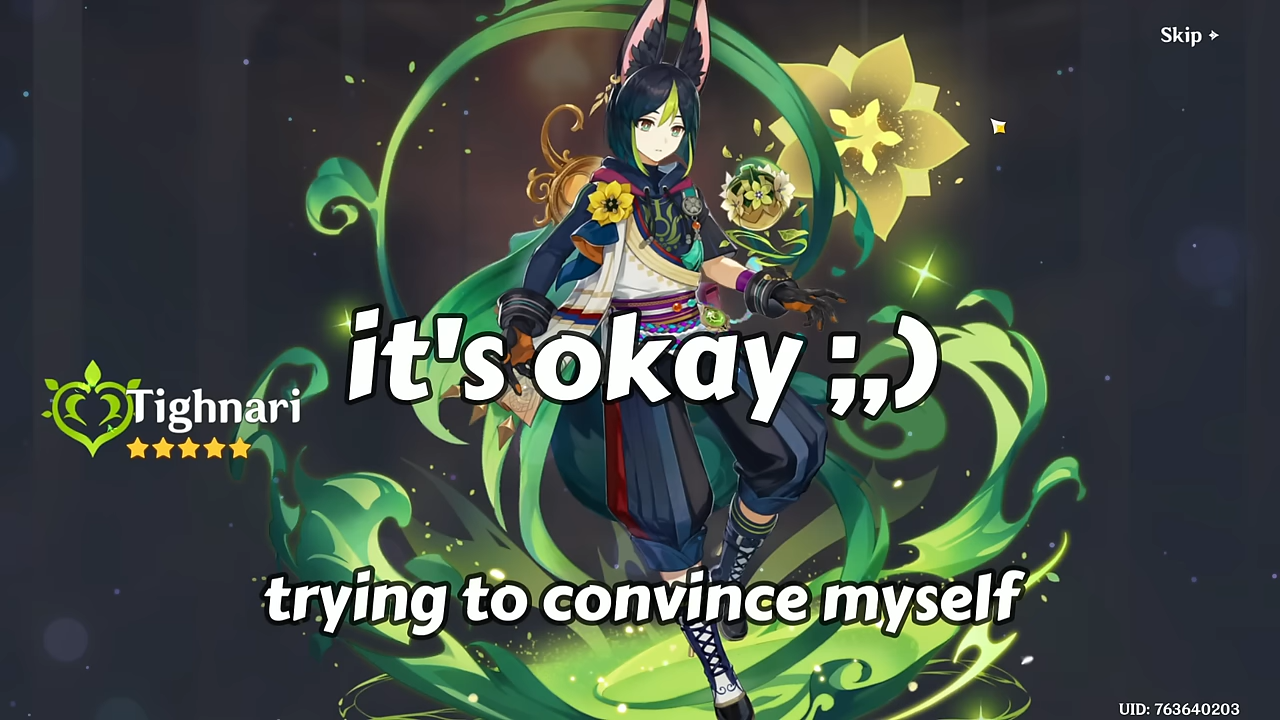 Skip
it's okay ;,,)
Tighnari
trying to convince myself
UID: 763640203